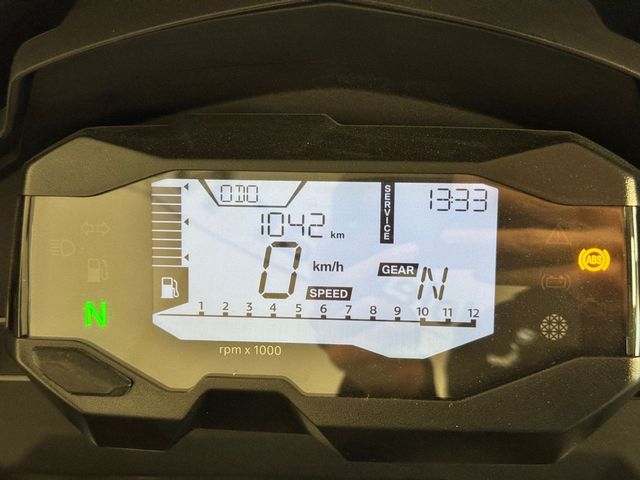 ODO
SERVICE
13:33
1042 km
0 km/h
GEAR N
SPEED
ABS
N
1 2 3 4 5 6 7 8 9 10 11 12
rpm x 1000